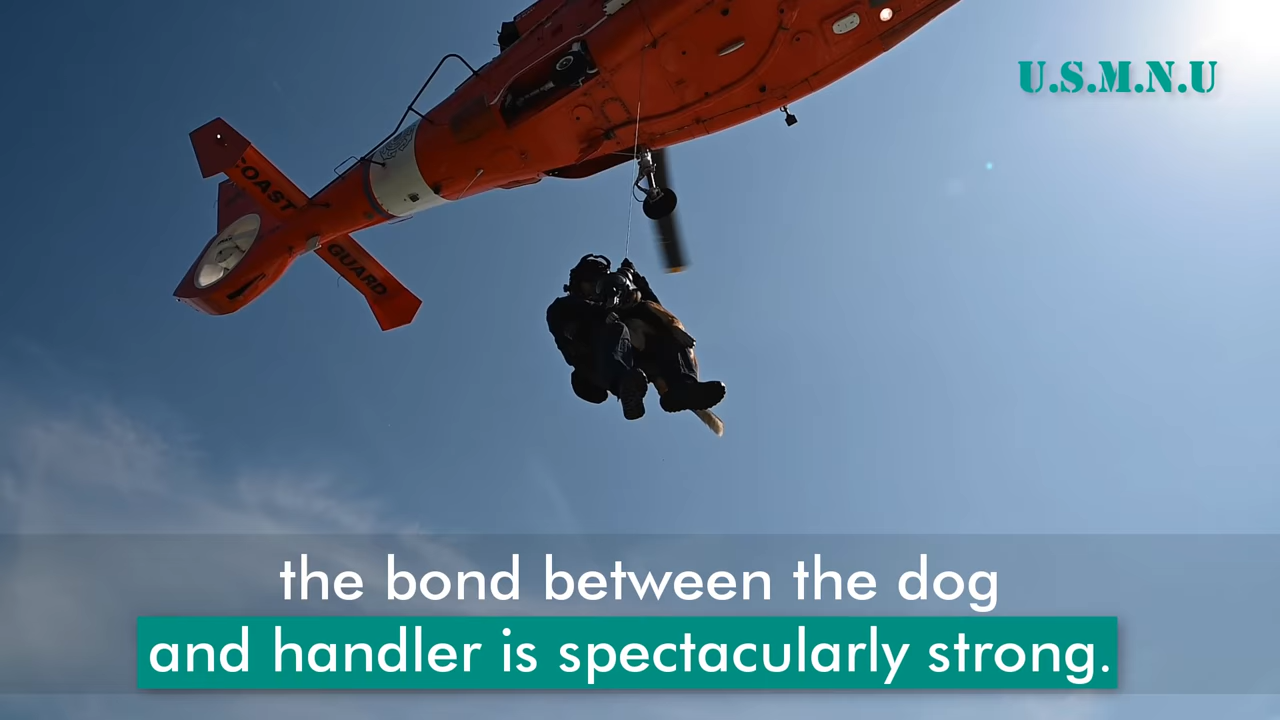 U.S.M.N.U
COAST
GUARD
the bond between the dog
and handler is spectacularly strong.